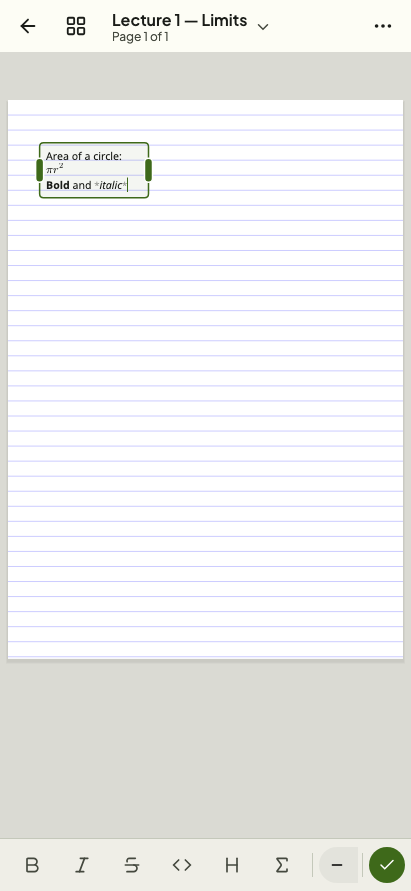 Lecture 1 — Limits
Page 1 of 1
Area of a circle:
πr²
Bold and *italic*
B I S <> H Σ